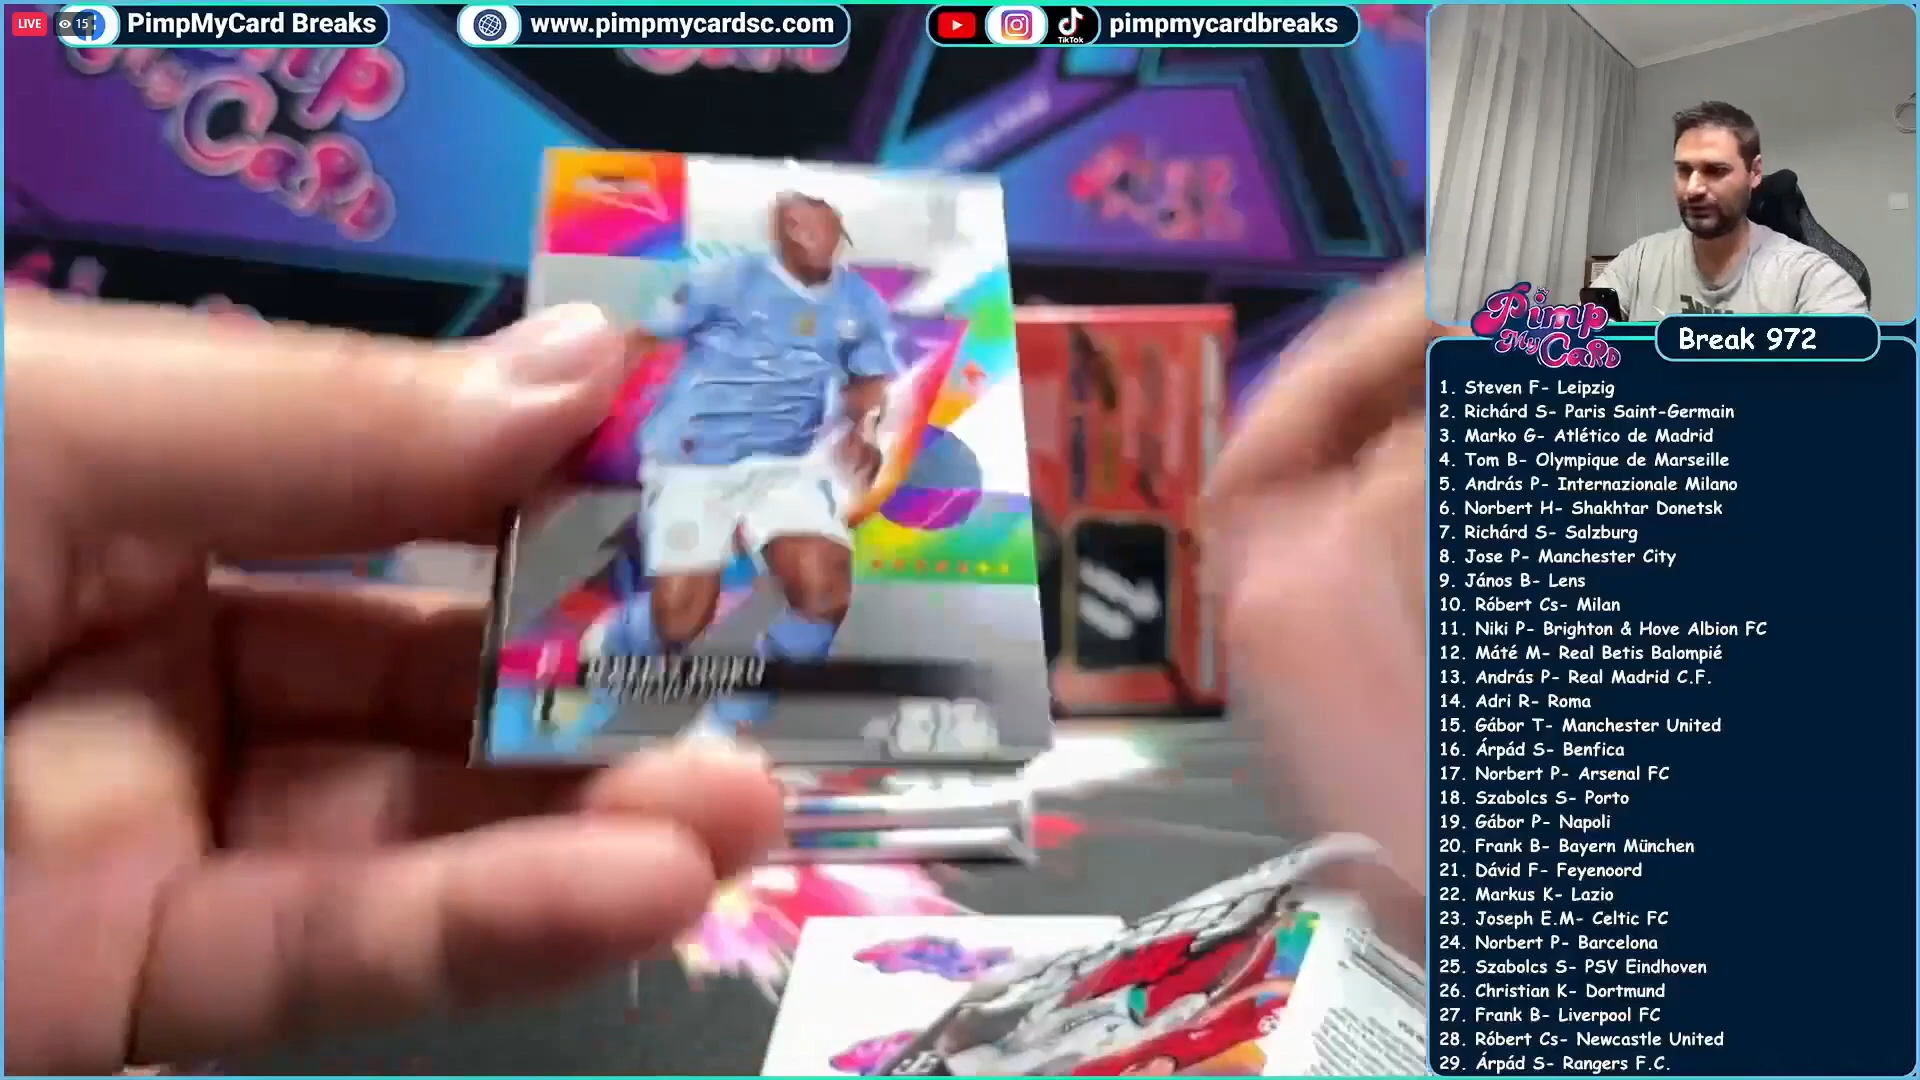 LIVE
15
PimpMyCard Breaks
www.pimpmycardsc.com
TikTok
pimpmycardbreaks
Pimp
My Card
Break 972
1. Steven F- Leipzig
2. Richárd S- Paris Saint-Germain
3. Marko G- Atlético de Madrid
4. Tom B- Olympique de Marseille
5. András P- Internazionale Milano
6. Norbert H- Shakhtar Donetsk
7. Richárd S- Salzburg
8. Jose P- Manchester City
9. János B- Lens
10. Róbert Cs- Milan
11. Niki P- Brighton & Hove Albion FC
12. Máté M- Real Betis Balompié
13. András P- Real Madrid C.F.
14. Adri R- Roma
15. Gábor T- Manchester United
16. Árpád S- Benfica
17. Norbert P- Arsenal FC
18. Szabolcs S- Porto
19. Gábor P- Napoli
20. Frank B- Bayern München
21. Dávid F- Feyenoord
22. Markus K- Lazio
23. Joseph E.M- Celtic FC
24. Norbert P- Barcelona
25. Szabolcs S- PSV Eindhoven
26. Christian K- Dortmund
27. Frank B- Liverpool FC
28. Róbert Cs- Newcastle United
29. Árpád S- Rangers F.C.